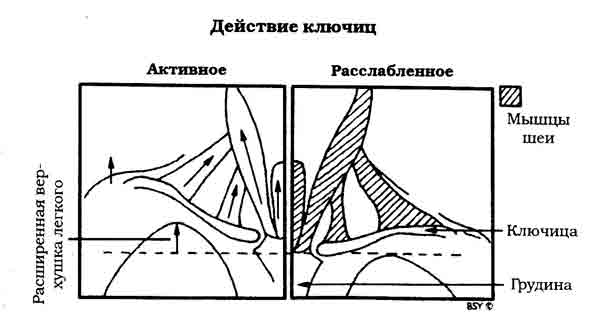 Действие ключиц
Активное
Расслабленное
Мышцы
шеи
Расширенная вер-
хушка легкого
Ключица
Грудина
BSY ©